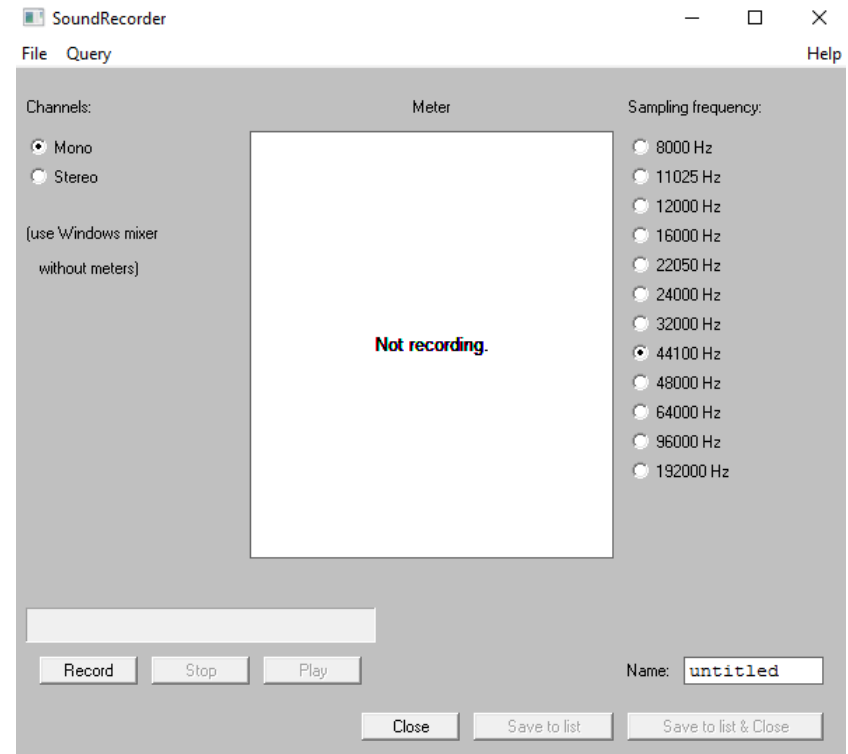 SoundRecorder
File Query Help
Channels:
Mono
Stereo
(use Windows mixer
without meters)
Meter
Not recording.
Sampling frequency:
8000 Hz
11025 Hz
12000 Hz
16000 Hz
22050 Hz
24000 Hz
32000 Hz
44100 Hz
48000 Hz
64000 Hz
96000 Hz
192000 Hz
Record Stop Play
Name: untitled
Close Save to list Save to list & Close